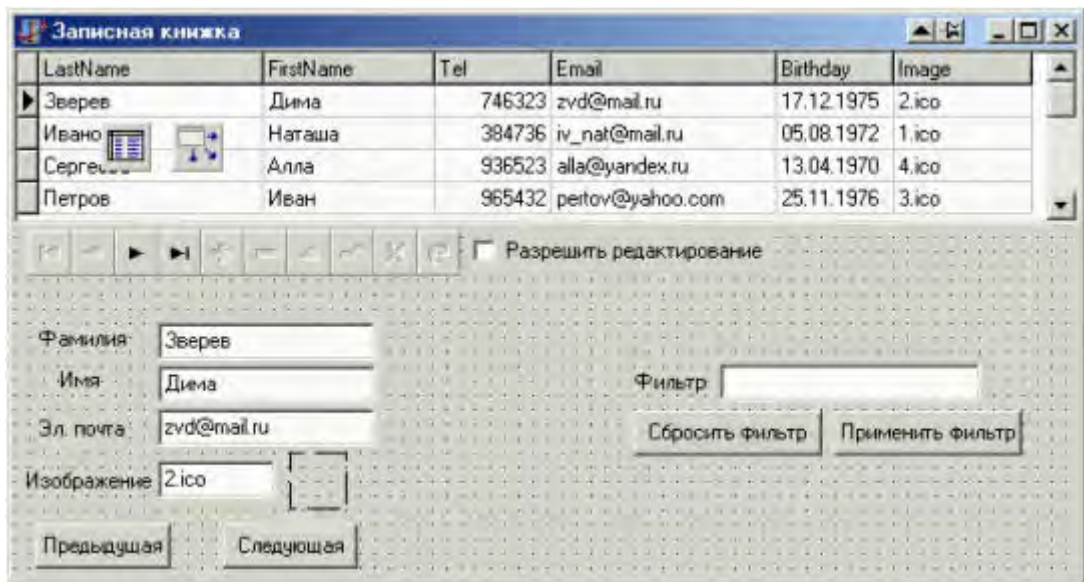 Записная книжка
LastName FirstName Tel Email Birthday Image
Зверев Дима 746323 zvd@mail.ru 17.12.1975 2.ico
Наташа 384736 iv_nat@mail.ru 05.08.1972 1.ico
Алла 936523 alla@yandex.ru 13.04.1970 4.ico
Петров Иван 965432 pertov@yahoo.com 25.11.1976 3.ico
Разрешить редактирование
Фамилия Зверев
Имя Дима
Фильтр
Эл. почта zvd@mail.ru
Сбросить фильтр Применить фильтр
Изображение 2.ico
Предыдущая Следующая